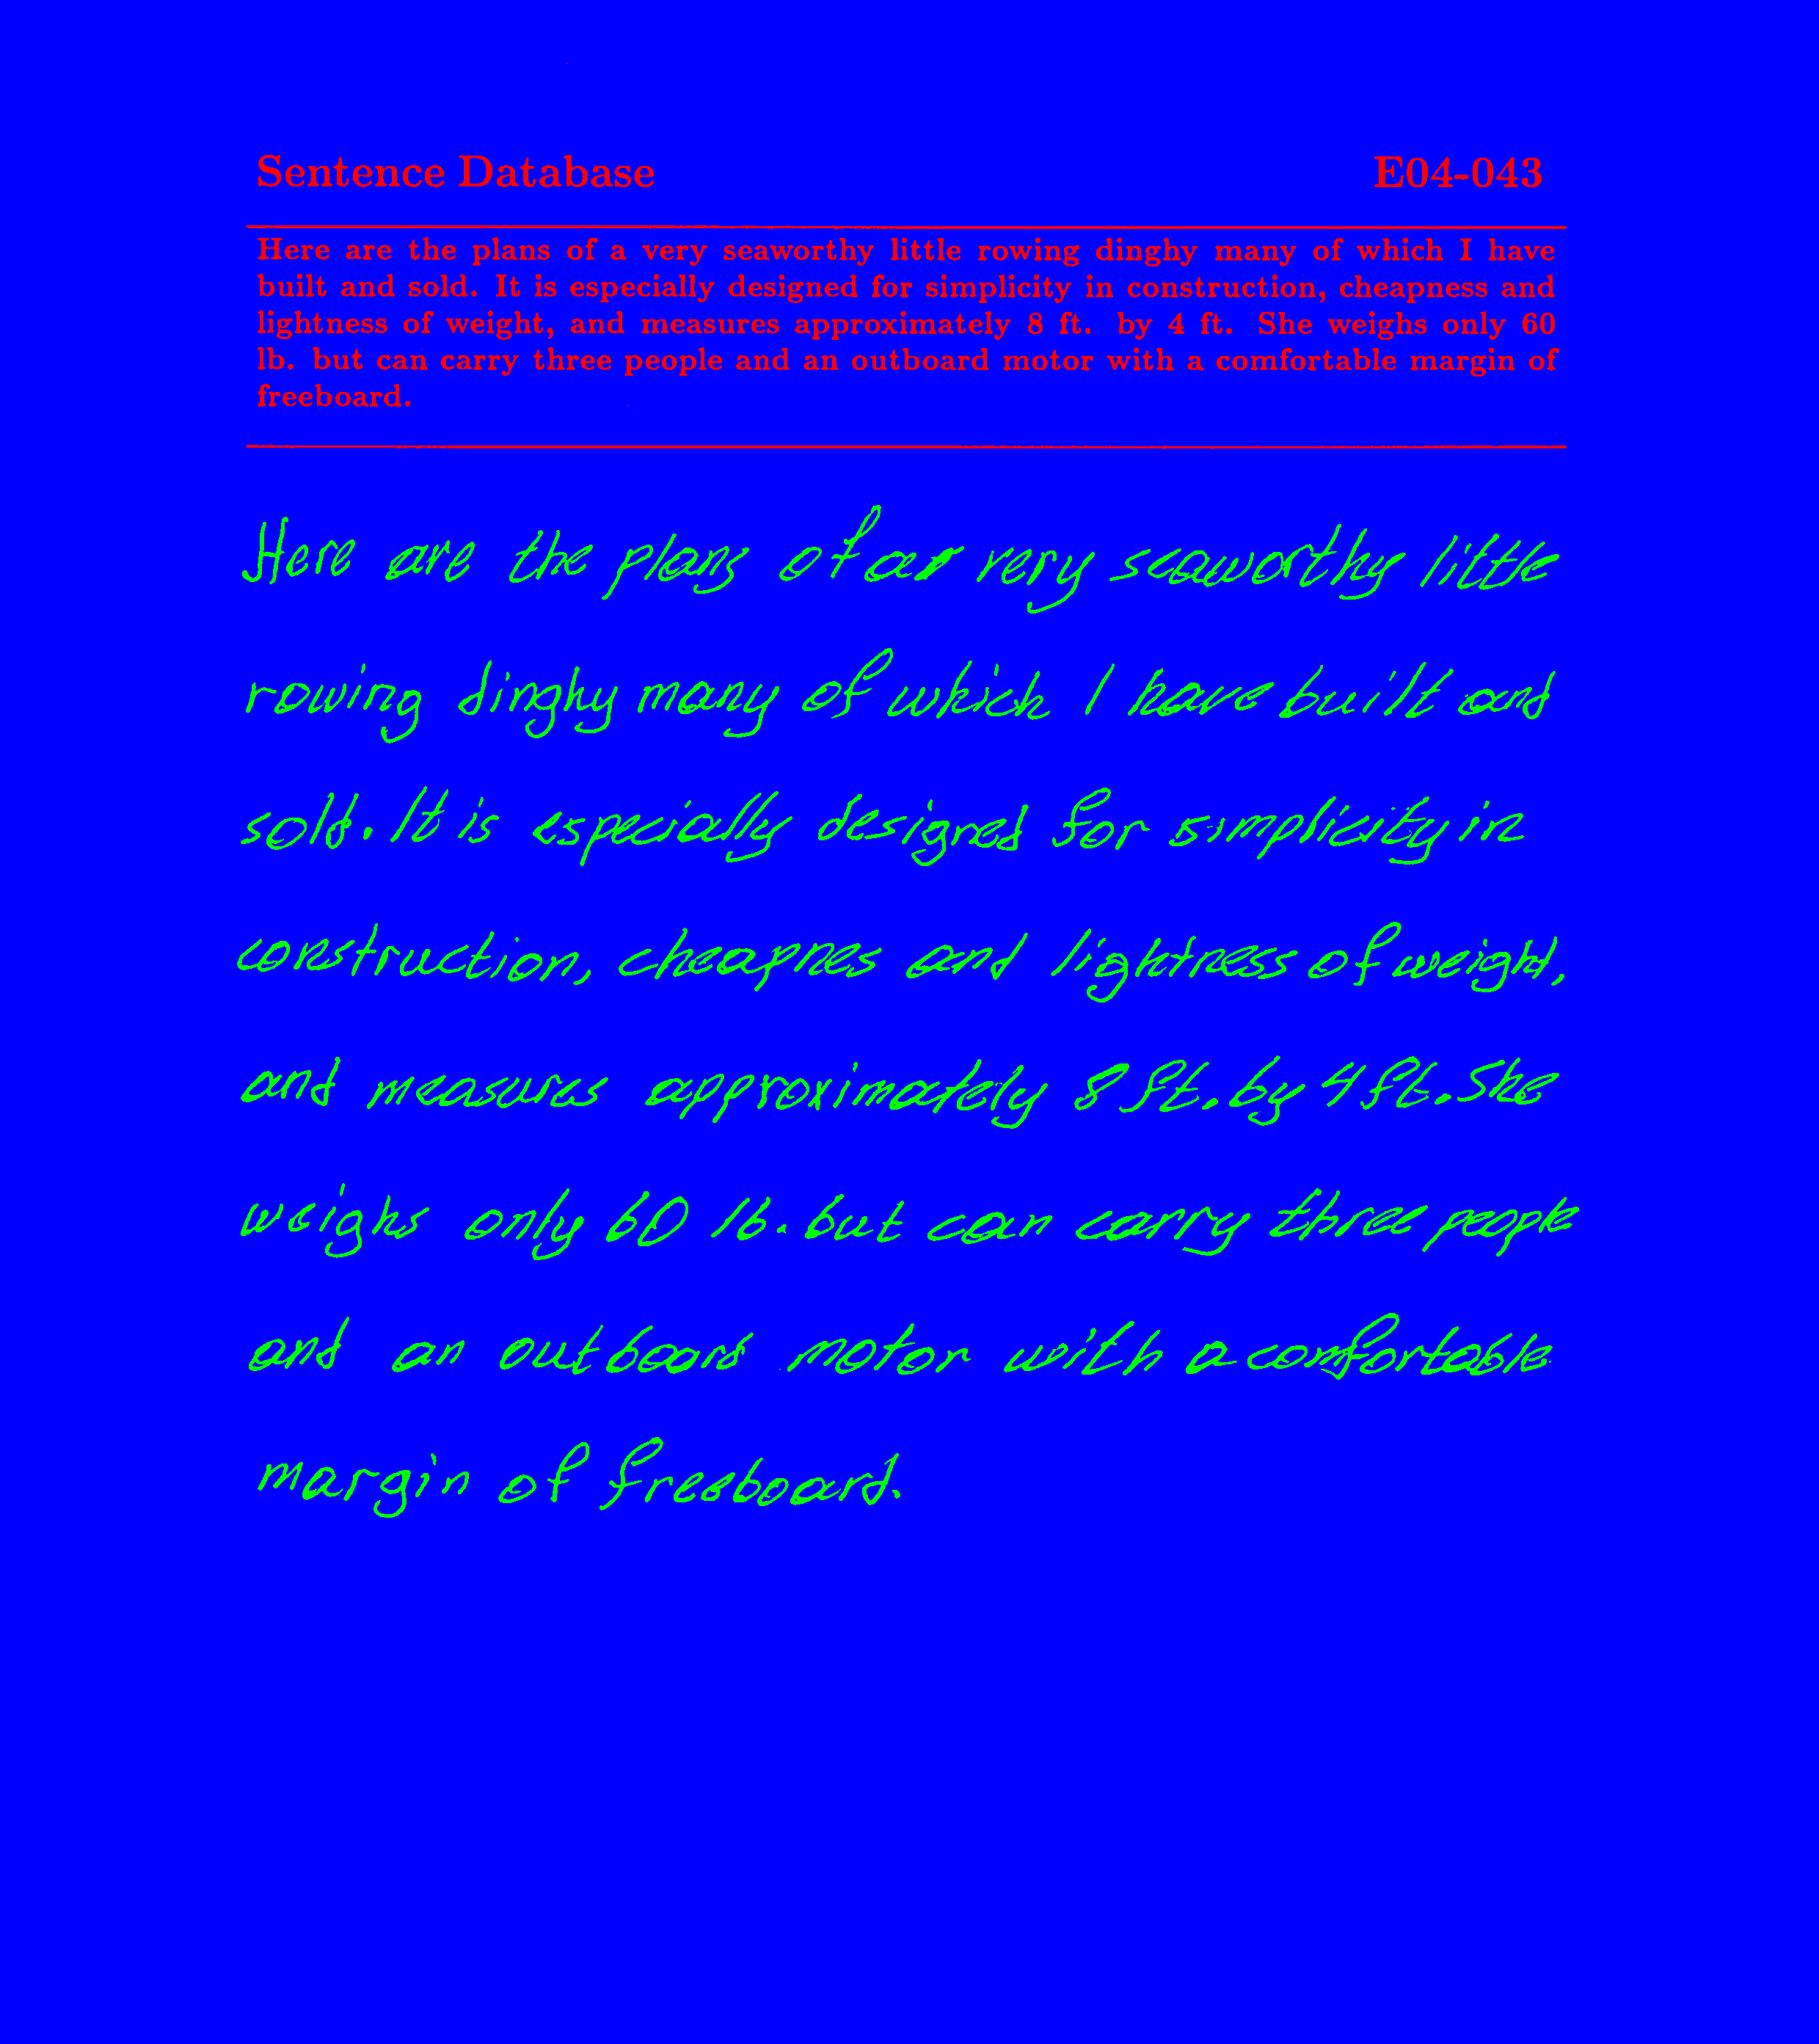 Sentence Database E04-043
Here are the plans of a very seaworthy little rowing dinghy many of which I have
built and sold. It is especially designed for simplicity in construction, cheapness and
lightness of weight, and measures approximately 8 ft. by 4 ft. She weighs only 60
lb. but can carry three people and an outboard motor with a comfortable margin of
freeboard.
Here are the plans of a very seaworthy little
rowing dinghy many of which I have built and
sold. It is especially designed for simplicity in
construction, cheapnes and lightness of weight,
and measures approximately 8 ft. by 4 ft. She
weighs only 60 lb. but can carry three people
and an outboard motor with a comfortable
margin of freeboard.